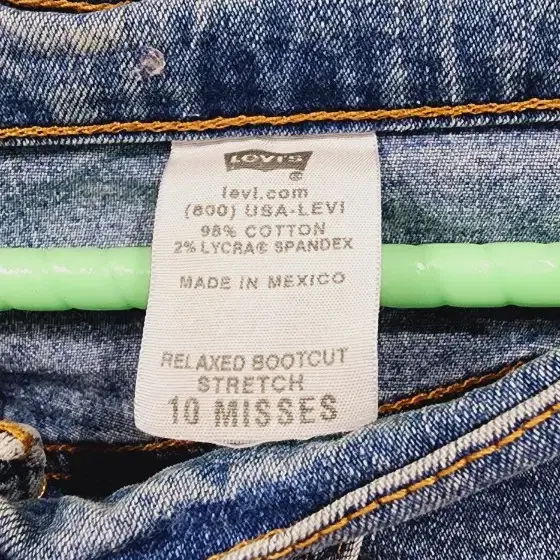 LEVI'S
®
levi.com
(800) USA-LEVI
98% COTTON
2% LYCRA® SPANDEX
MADE IN MEXICO
RELAXED BOOTCUT
STRETCH
10 MISSES